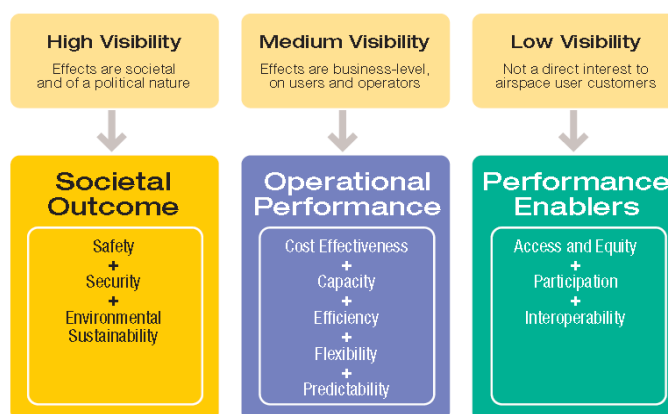 High Visibility
Effects are societal
and of a political nature
Medium Visibility
Effects are business-level,
on users and operators
Low Visibility
Not a direct interest to
airspace user customers
Societal
Outcome
Safety
+
Security
+
Environmental
Sustainability
Operational
Performance
Cost Effectiveness
+
Capacity
+
Efficiency
+
Flexibility
+
Predictability
Performance
Enablers
Access and Equity
+
Participation
+
Interoperability